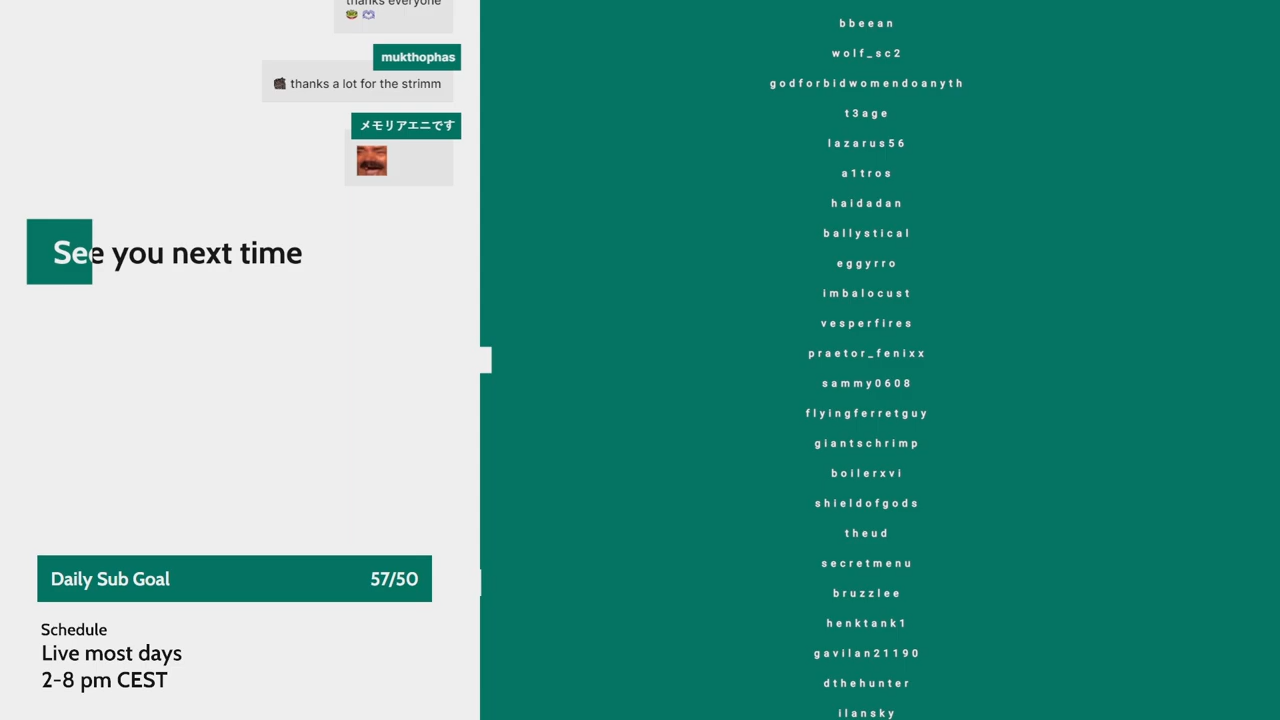 thanks everyone
mukthophas
thanks a lot for the strimm
メモリアエニです
See you next time
Daily Sub Goal 57/50
Schedule
Live most days
2-8 pm CEST
bbeean
wolf_sc2
godforbidwomendoanyth
t3age
lazarus56
a1tros
haidadan
ballystical
eggyrro
imbalocust
vesperfires
praetor_fenixx
sammy0608
flyingferretguy
giantschrimp
boilerxvi
shieldofgods
theud
secretmenu
bruzzlee
henktank1
gavilan21190
dthehunter
ilansky